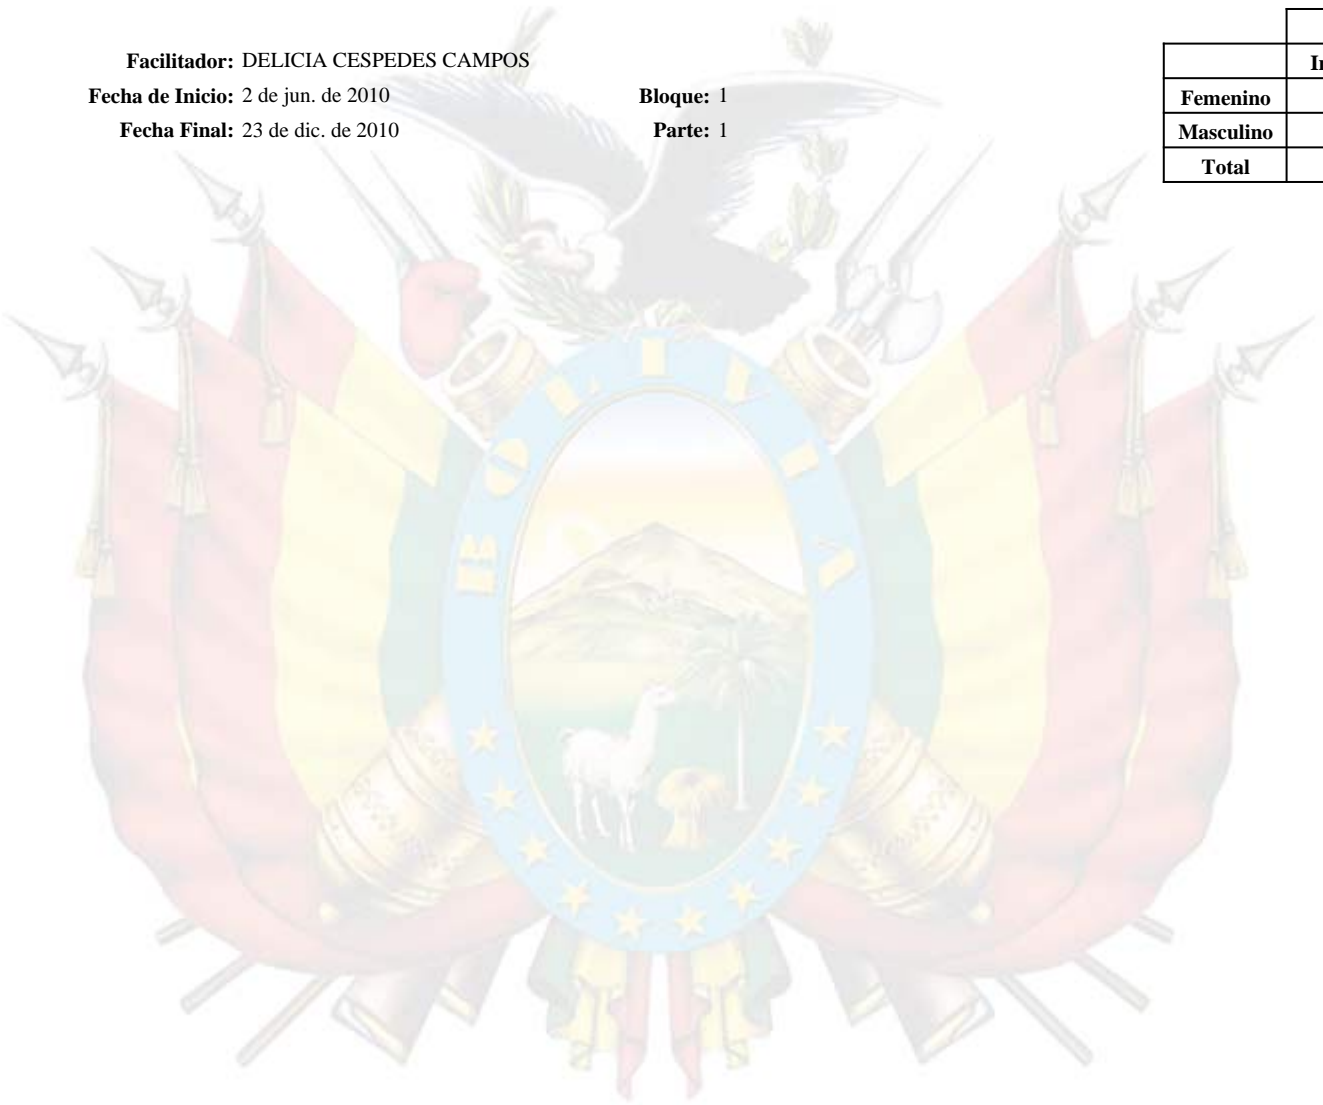 Facilitador: DELICIA CESPEDES CAMPOS
Fecha de Inicio: 2 de jun. de 2010 Bloque: 1
Fecha Final: 23 de dic. de 2010 Parte: 1
Femenino
Masculino
Total
BOLIVIA